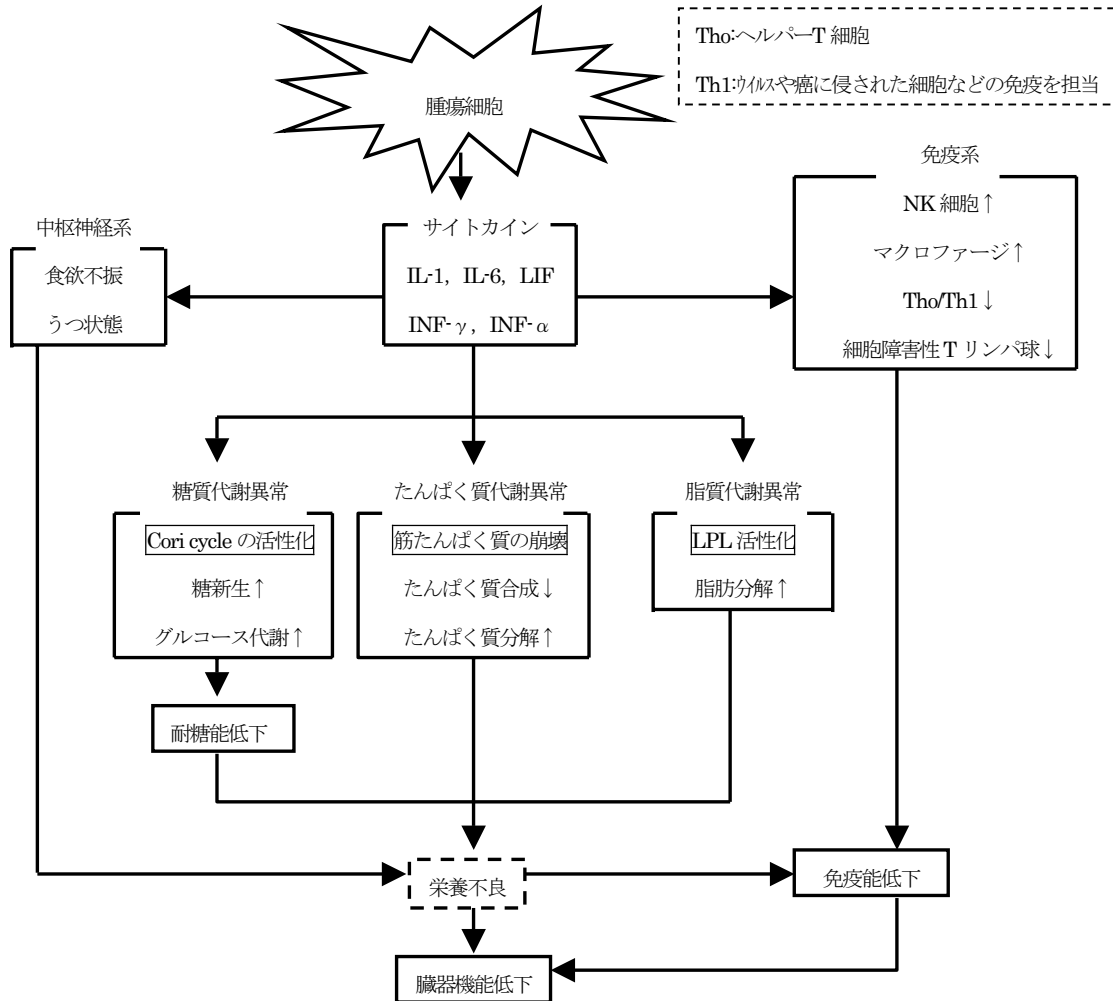 Tho:ヘルパーT 細胞
Th1:ウイルスや癌に侵された細胞などの免疫を担当
腫瘍細胞
免疫系
NK 細胞↑
マクロファージ↑
Tho/Th1↓
細胞障害性 T リンパ球↓
中枢神経系
食欲不振
うつ状態
サイトカイン
IL-1, IL-6, LIF
INF-γ, INF-α
糖質代謝異常
Cori cycle の活性化
糖新生↑
グルコース代謝↑
たんぱく質代謝異常
筋たんぱく質の崩壊
たんぱく質合成↓
たんぱく質分解↑
脂質代謝異常
LPL 活性化
脂肪分解↑
耐糖能低下
栄養不良
免疫能低下
臓器機能低下